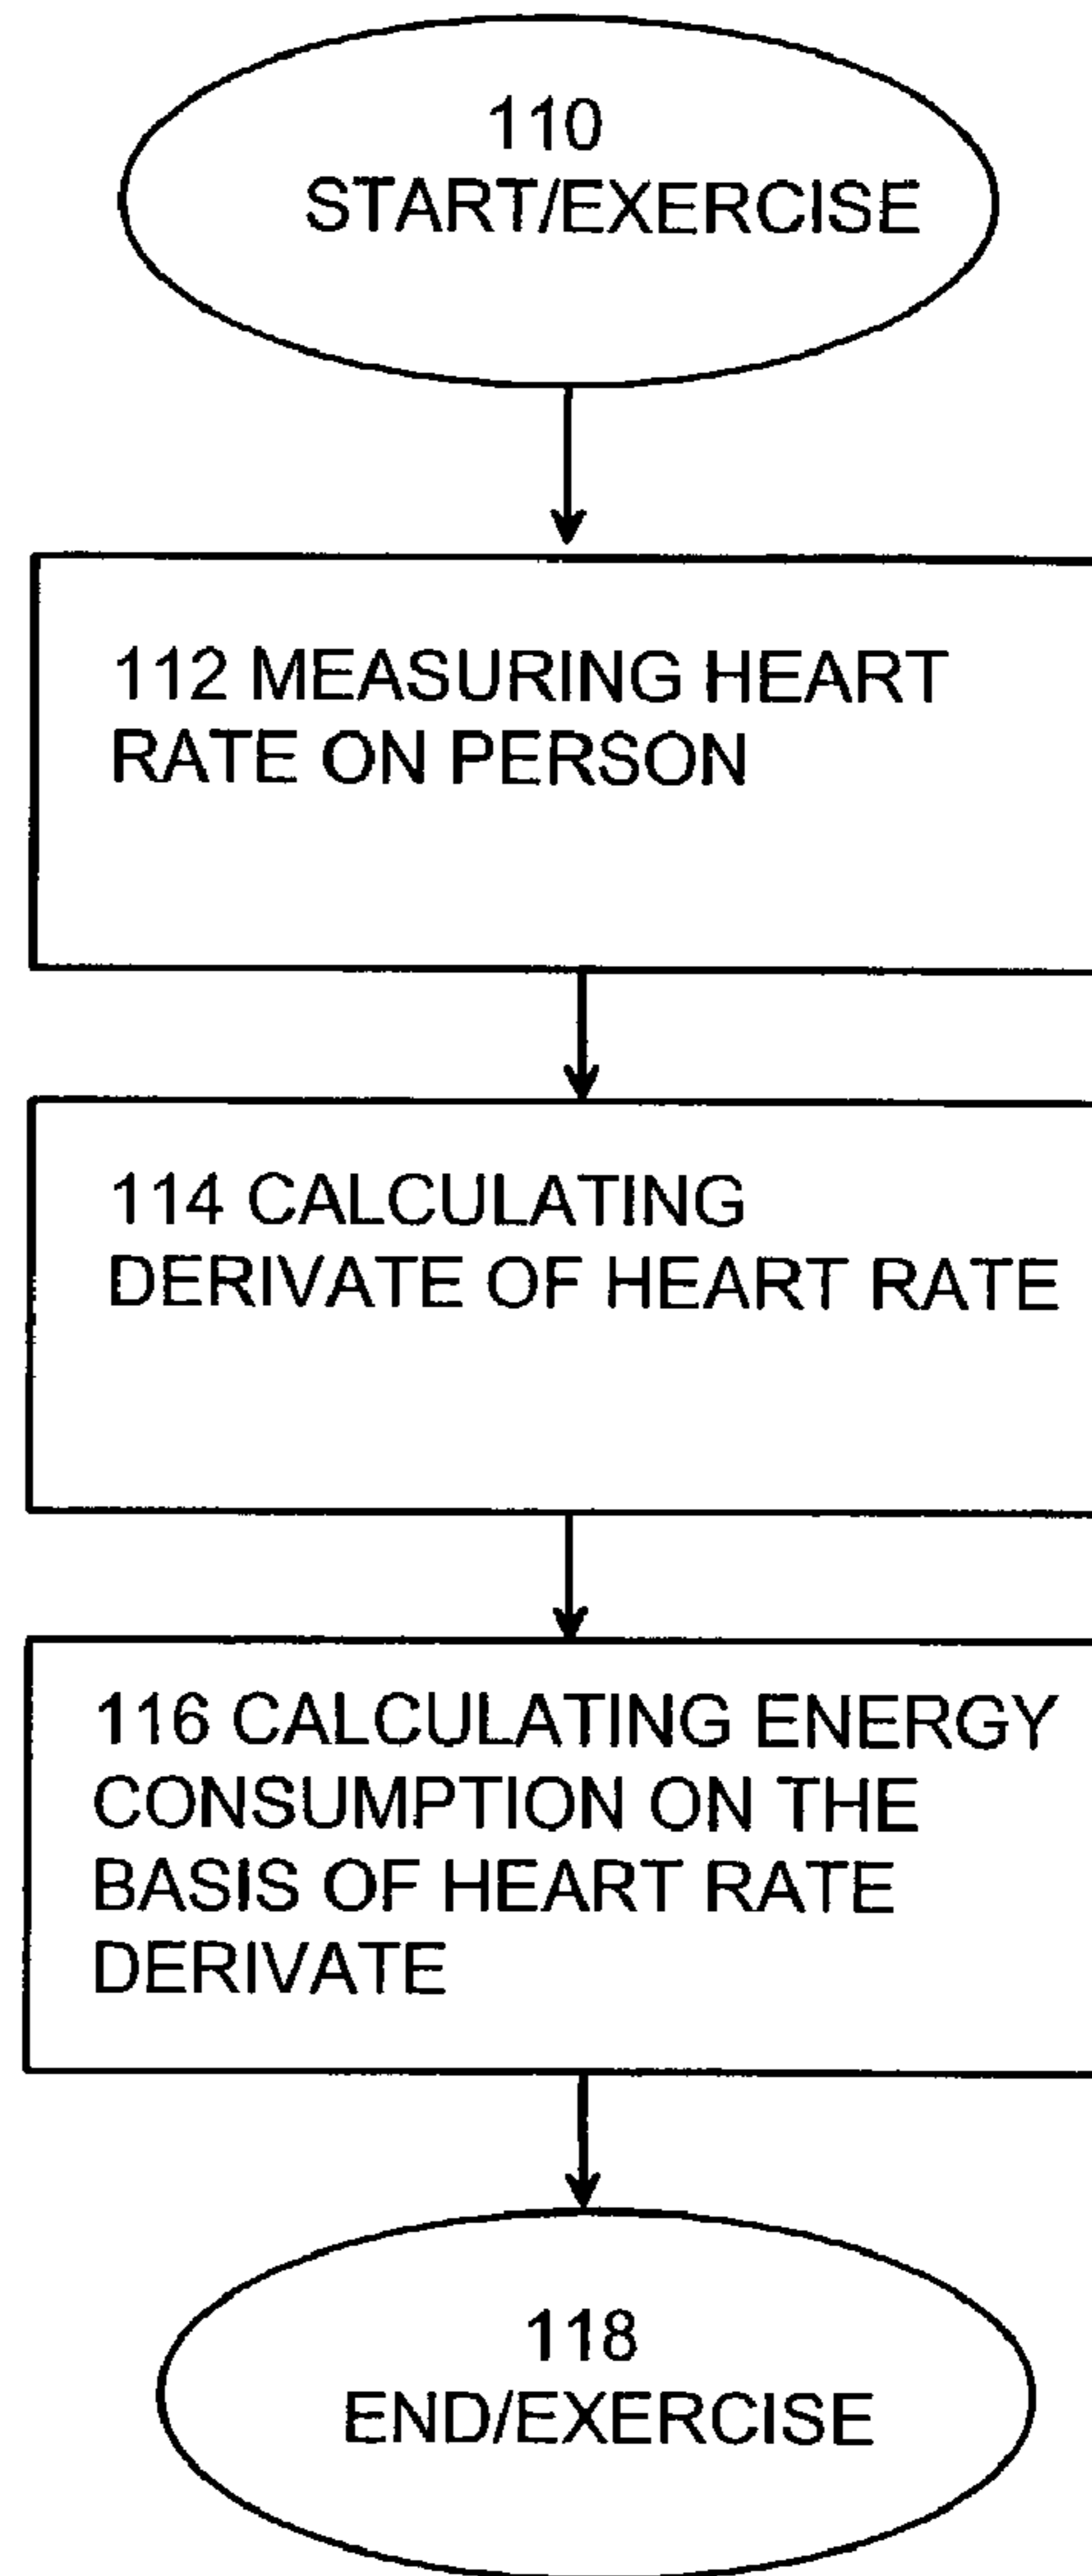 110
START/EXERCISE
112 MEASURING HEART
RATE ON PERSON
114 CALCULATING
DERIVATE OF HEART RATE
116 CALCULATING ENERGY
CONSUMPTION ON THE
BASIS OF HEART RATE
DERIVATE
118
END/EXERCISE